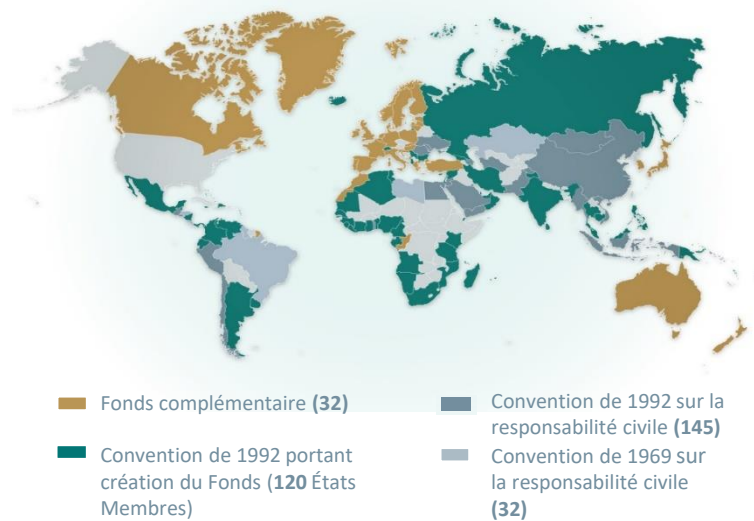 Fonds complémentaire (32)
Convention de 1992 portant
création du Fonds (120 États
Membres)
Convention de 1992 sur la
responsabilité civile (145)
Convention de 1969 sur
la responsabilité civile
(32)